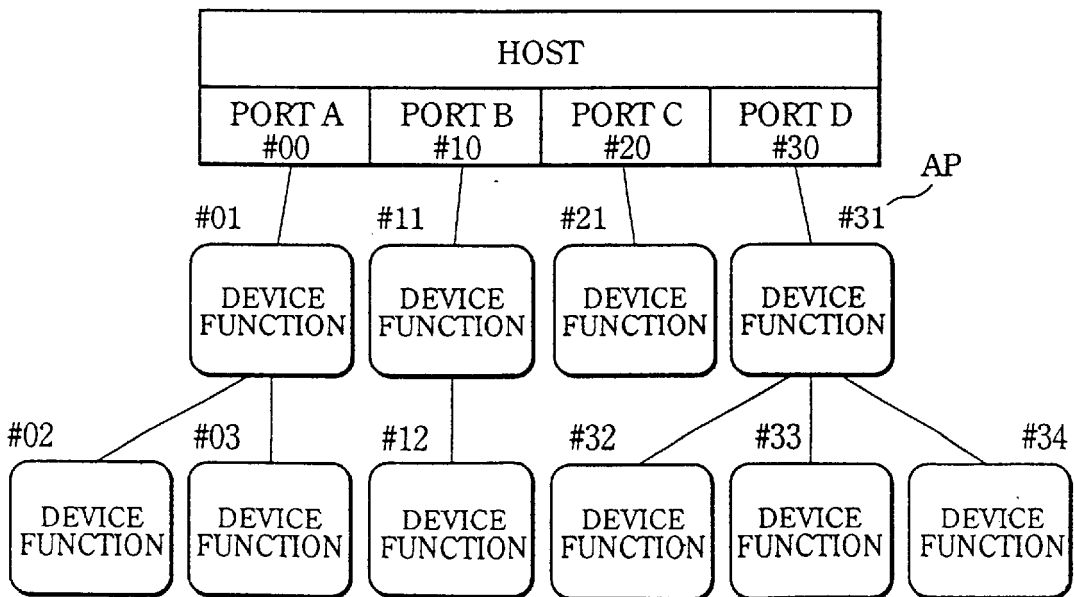 HOST
PORT A
#00
PORT B
#10
PORT C
#20
PORT D
#30
AP
#01
#11
#21
#31
DEVICE
FUNCTION
DEVICE
FUNCTION
DEVICE
FUNCTION
DEVICE
FUNCTION
#02
#03
#12
#32
#33
#34
DEVICE
FUNCTION
DEVICE
FUNCTION
DEVICE
FUNCTION
DEVICE
FUNCTION
DEVICE
FUNCTION
DEVICE
FUNCTION